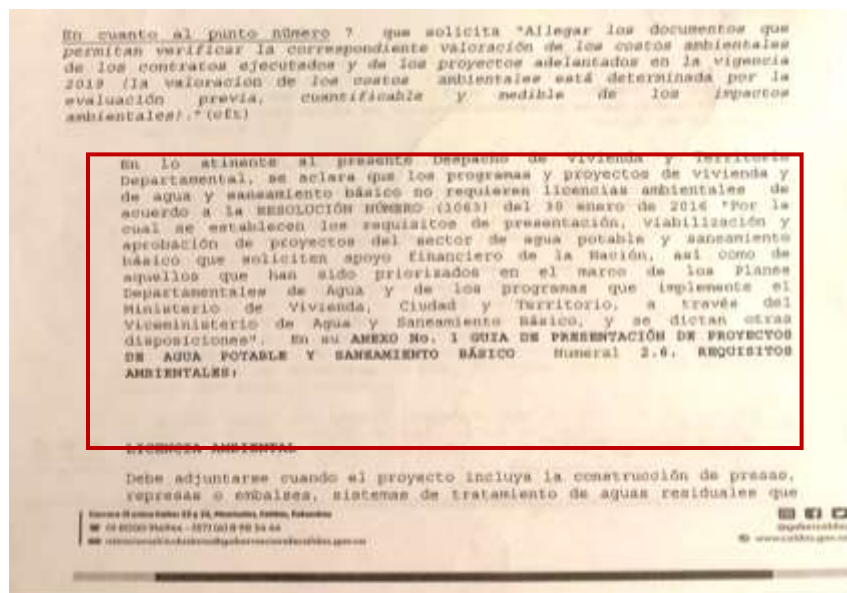 En cuanto al punto número 7 que solicita "Allegar los documentos que
permitan verificar la correspondiente valoración de los costos ambientales
de los contratos ejecutados y de los proyectos adelantados en la vigencia
2019 (la valoración de los costos ambientales está determinada por la
evaluación previa, cuantificable y medible de los impactos
ambientales)."(cfs)
En lo atinente al presente Despacho de Vivienda y Territorio
Departamental, se aclara que los programas y proyectos de vivienda y
de agua y saneamiento básico no requieren licencias ambientales de
acuerdo a la RESOLUCIÓN NÚMERO (1063) del 30 enero de 2016 "Por la
cual se establecen los requisitos de presentación, viabilización y
aprobación de proyectos del sector de agua potable y saneamiento
básico que soliciten apoyo financiero de la Nación, así como de
aquellos que han sido priorizados en el marco de los Planes
Departamentales de Agua y de los programas que implemente el
Ministerio de Vivienda, Ciudad y Territorio, a través del
Viceministerio de Agua y Saneamiento Básico, y se dictan otras
disposiciones". En su ANEXO No. 1 GUIA DE PRESENTACIÓN DE PROYECTOS
DE AGUA POTABLE Y SANEAMIENTO BÁSICO Numeral 2.6. REQUISITOS
AMBIENTALES:
LICENCIA AMBIENTAL
Debe adjuntarse cuando el proyecto incluya la construcción de presas,
represas o embalses, sistemas de tratamiento de aguas residuales que